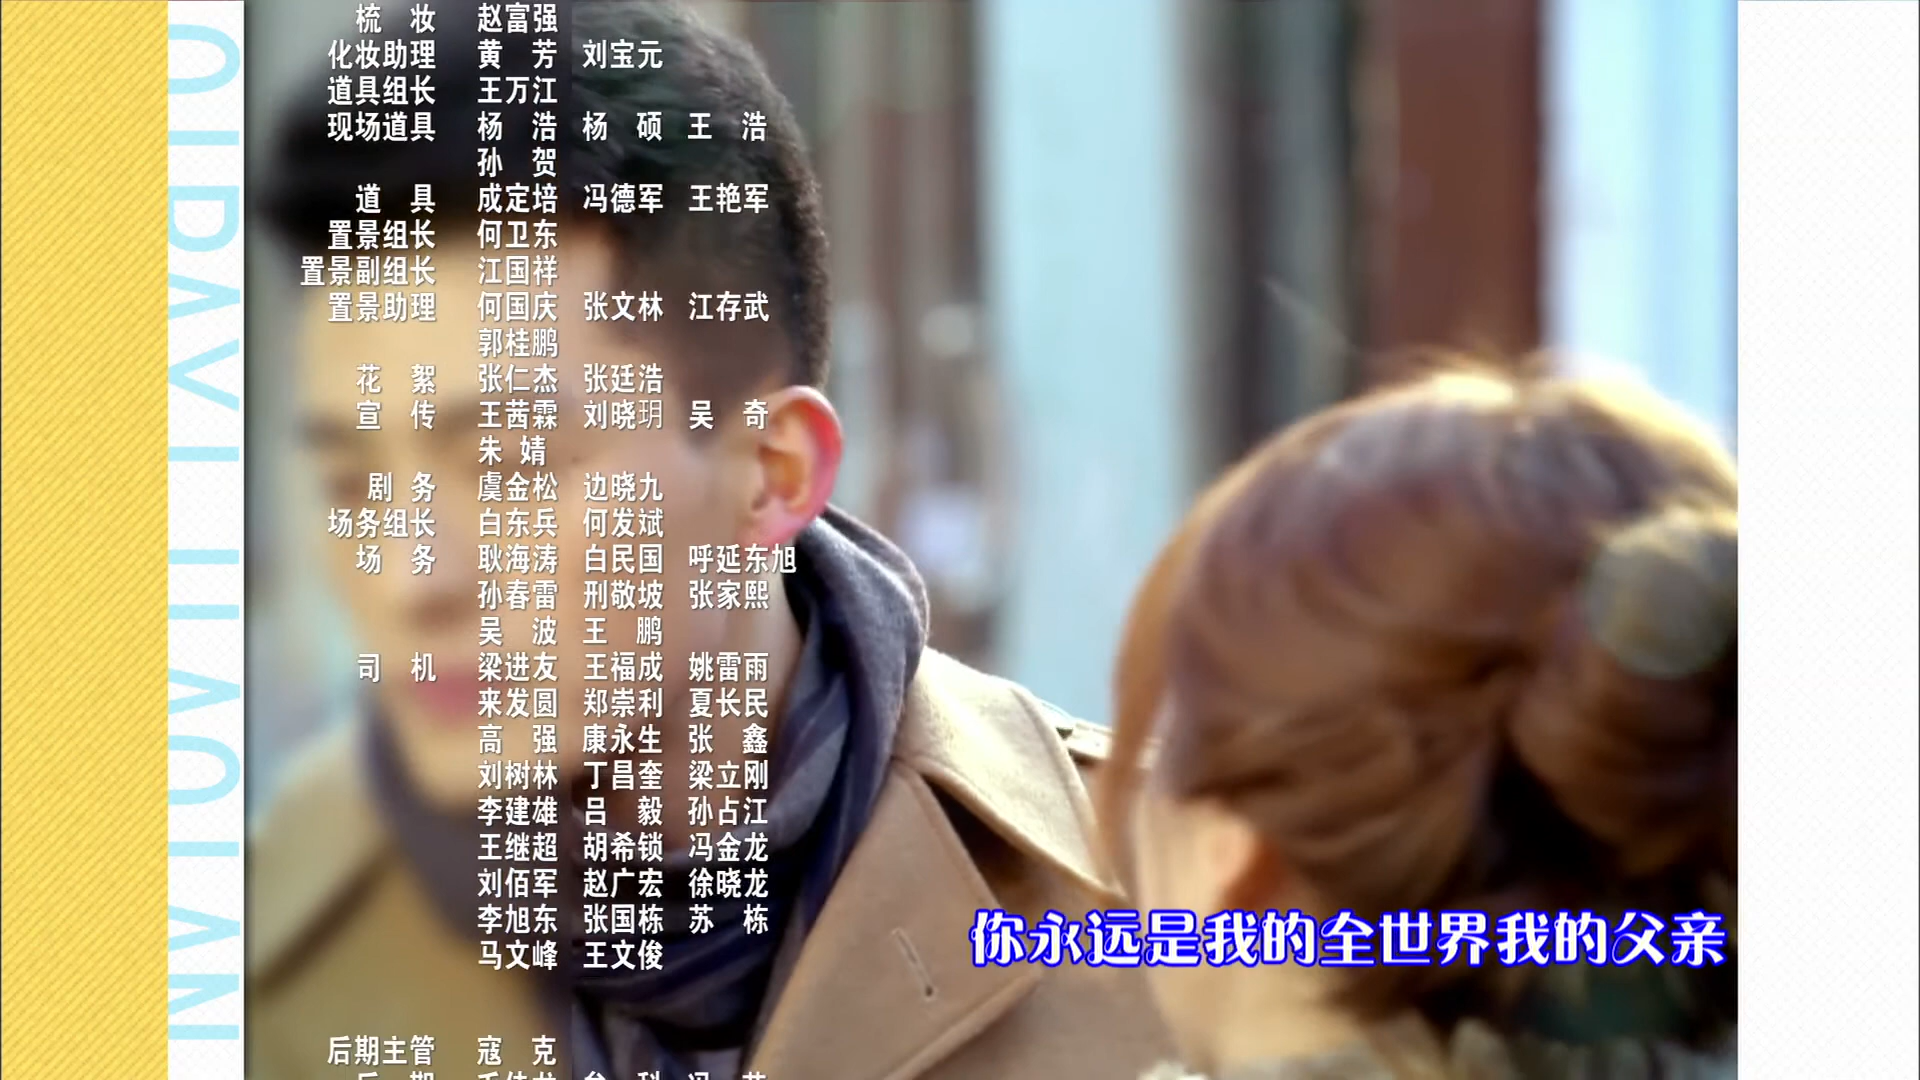 梳 妆 赵富强
化妆助理 黄 芳 刘宝元
道具组长 王万江
现场道具 杨 浩 杨 硕 王 浩
孙 贺
道 具 成定培 冯德军 王艳军
置景组长 何卫东
置景副组长 江国祥
置景助理 何国庆 张文林 江存武
郭桂鹏
花 絮 张仁杰 张廷浩
宣 传 王茜霖 刘晓玥 吴 奇
朱 婧
剧 务 虞金松 边晓九
场务组长 白东兵 何发斌
场 务 耿海涛 白民国 呼延东旭
孙春雷 刑敬坡 张家熙
吴 波 王 鹏
司 机 梁进友 王福成 姚雷雨
来发圆 郑崇利 夏长民
高 强 康永生 张 鑫
刘树林 丁昌奎 梁立刚
李建雄 吕 毅 孙占江
王继超 胡希锁 冯金龙
刘佰军 赵广宏 徐晓龙
李旭东 张国栋 苏 栋
马文峰 王文俊
后期主管 寇 克
你永远是我的全世界我的父亲